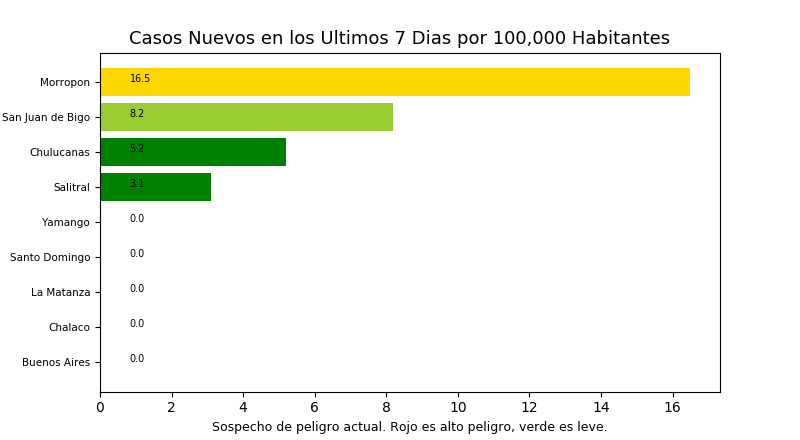 Casos Nuevos en los Ultimos 7 Dias por 100,000 Habitantes
Morropon 16.5
San Juan de Bigo 8.2
Chulucanas 5.2
Salitral 3.1
Yamango 0.0
Santo Domingo 0.0
La Matanza 0.0
Chalaco 0.0
Buenos Aires 0.0
0 2 4 6 8 10 12 14 16
Sospecho de peligro actual. Rojo es alto peligro, verde es leve.